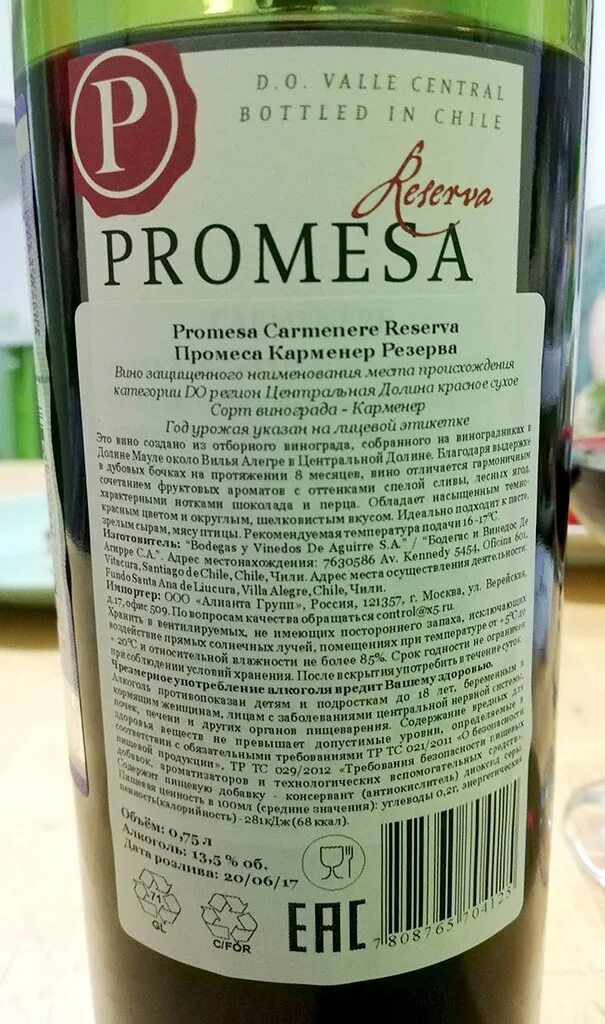 P
D.O. VALLE CENTRAL
BOTTLED IN CHILE
Reserva
PROMESA
Promesa Carmenere Reserva
Промеса Карменер Резерва
Вино защищенного наименования места происхождения
категории DO регион Центральная Долина красное сухое
Сорт винограда - Карменер
Год урожая указан на лицевой этикетке
Это вино создано из отборного винограда, собранного на виноградниках в
Долине Мауле около Вилья Алегре в Центральной Долине. Благодаря выдержке
в дубовых бочках на протяжении 8 месяцев, вино отличается гармоничным
сочетанием фруктовых ароматов с оттенками спелой сливы, лесных ягод,
характерными нотками шоколада и перца. Обладает насыщенным темно-
красным цветом и округлым, шелковистым вкусом. Идеально подходит к пасте,
зрелым сырам, мясу птицы. Рекомендуемая температура подачи 16-17°C.
Изготовитель: "Bodegas y Vinedos De Aguirre S.A." / "Бодегас и Винедос Де
Агирре С.А.". Адрес местонахождения: 7630586 Av. Kennedy 5454, Oficina 601,
Vitacura, Santiago de Chile, Chile, Чили. Адрес места осуществления деятельности:
Fundo Santa Ana de Liucura, Villa Alegre, Chile, Чили.
Импортер: ООО «Алианта Групп», Россия, 121357, г. Москва, ул. Верейская,
д.17, офис 509. По вопросам качества обращаться control@x5.ru.
Хранить в вентилируемых, не имеющих постороннего запаха, исключающих
воздействие прямых солнечных лучей, помещениях при температуре от +5°C до
+ 20°C и относительной влажности не более 85%. Срок годности не ограничен
при соблюдении условий хранения. После вскрытия употребить в течение суток.
Чрезмерное употребление алкоголя вредит Вашему здоровью.
Алкоголь противопоказан детям и подросткам до 18 лет, беременным и
кормящим женщинам, лицам с заболеваниями центральной нервной системы,
почек, печени и других органов пищеварения. Содержание вредных для
здоровья веществ не превышает допустимые уровни, определяемые в
соответствии с обязательными требованиями ТР ТС 021/2011 «О безопасности
пищевой продукции», ТР ТС 029/2012 «Требования безопасности пищевых
добавок, ароматизаторов и технологических вспомогательных средств».
Содержит пищевую добавку - консервант (антиокислитель) диоксид серы.
Пищевая ценность в 100мл (средние значения): углеводы 0,2г, энергетическая
ценность(калорийность) - 281кДж(68 ккал).
Объём: 0,75 л
Алкоголь: 13,5 % об.
Дата розлива: 20/06/17
71
GL
C/FOR
EAC
7 808765 704125